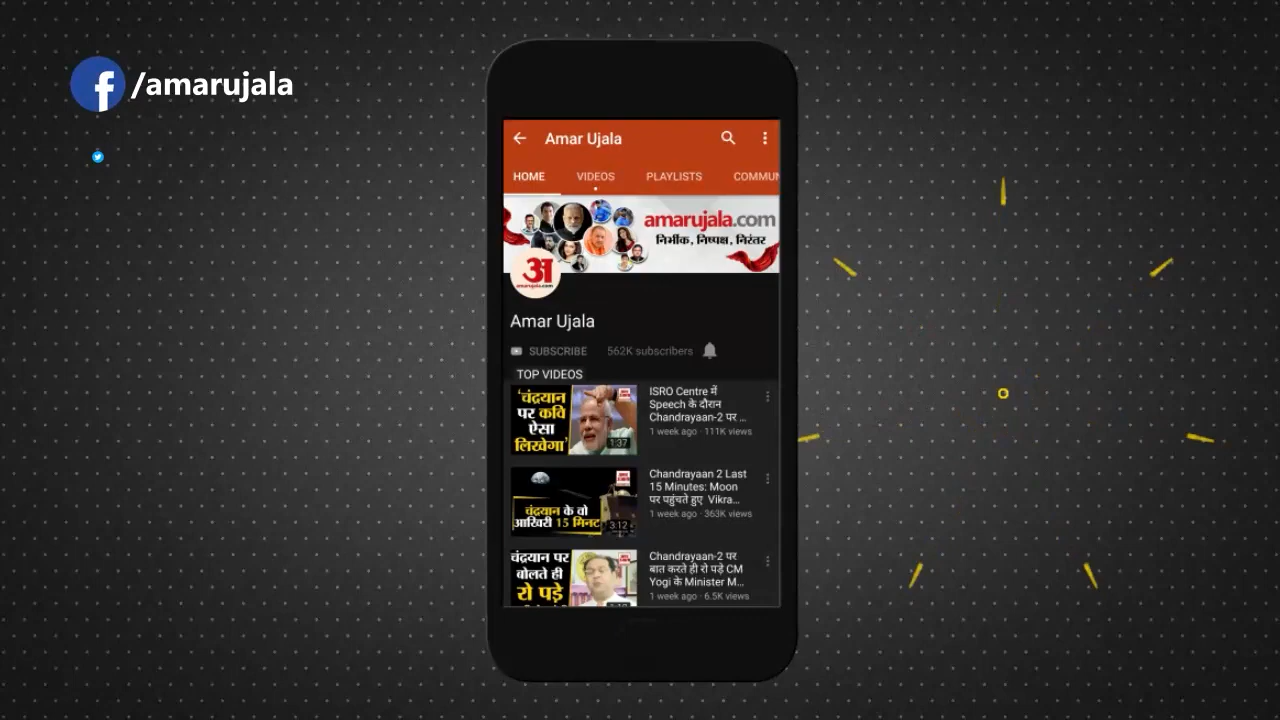 /amarujala
Amar Ujala
HOME VIDEOS PLAYLISTS COMMUN
amarujala.com
निर्भीक, निष्पक्ष, निरंतर
अ
amarujala.com
Amar Ujala
SUBSCRIBE 562K subscribers
TOP VIDEOS
'चंद्रयान
पर कवि
ऐसा
लिखेगा'
1:37
ISRO Centre में
Speech के दौरान
Chandrayaan-2 पर ...
1 week ago · 111K views
चंद्रयान के वो
आखिरी 15 मिनट
3:12
Chandrayaan 2 Last
15 Minutes: Moon
पर पहुंचते हुए Vikra...
1 week ago · 363K views
चंद्रयान पर
बोलते ही
रो पड़े
Chandrayaan-2 पर
बात करते ही रो पड़े CM
Yogi के Minister M...
1 week ago · 6.5K views